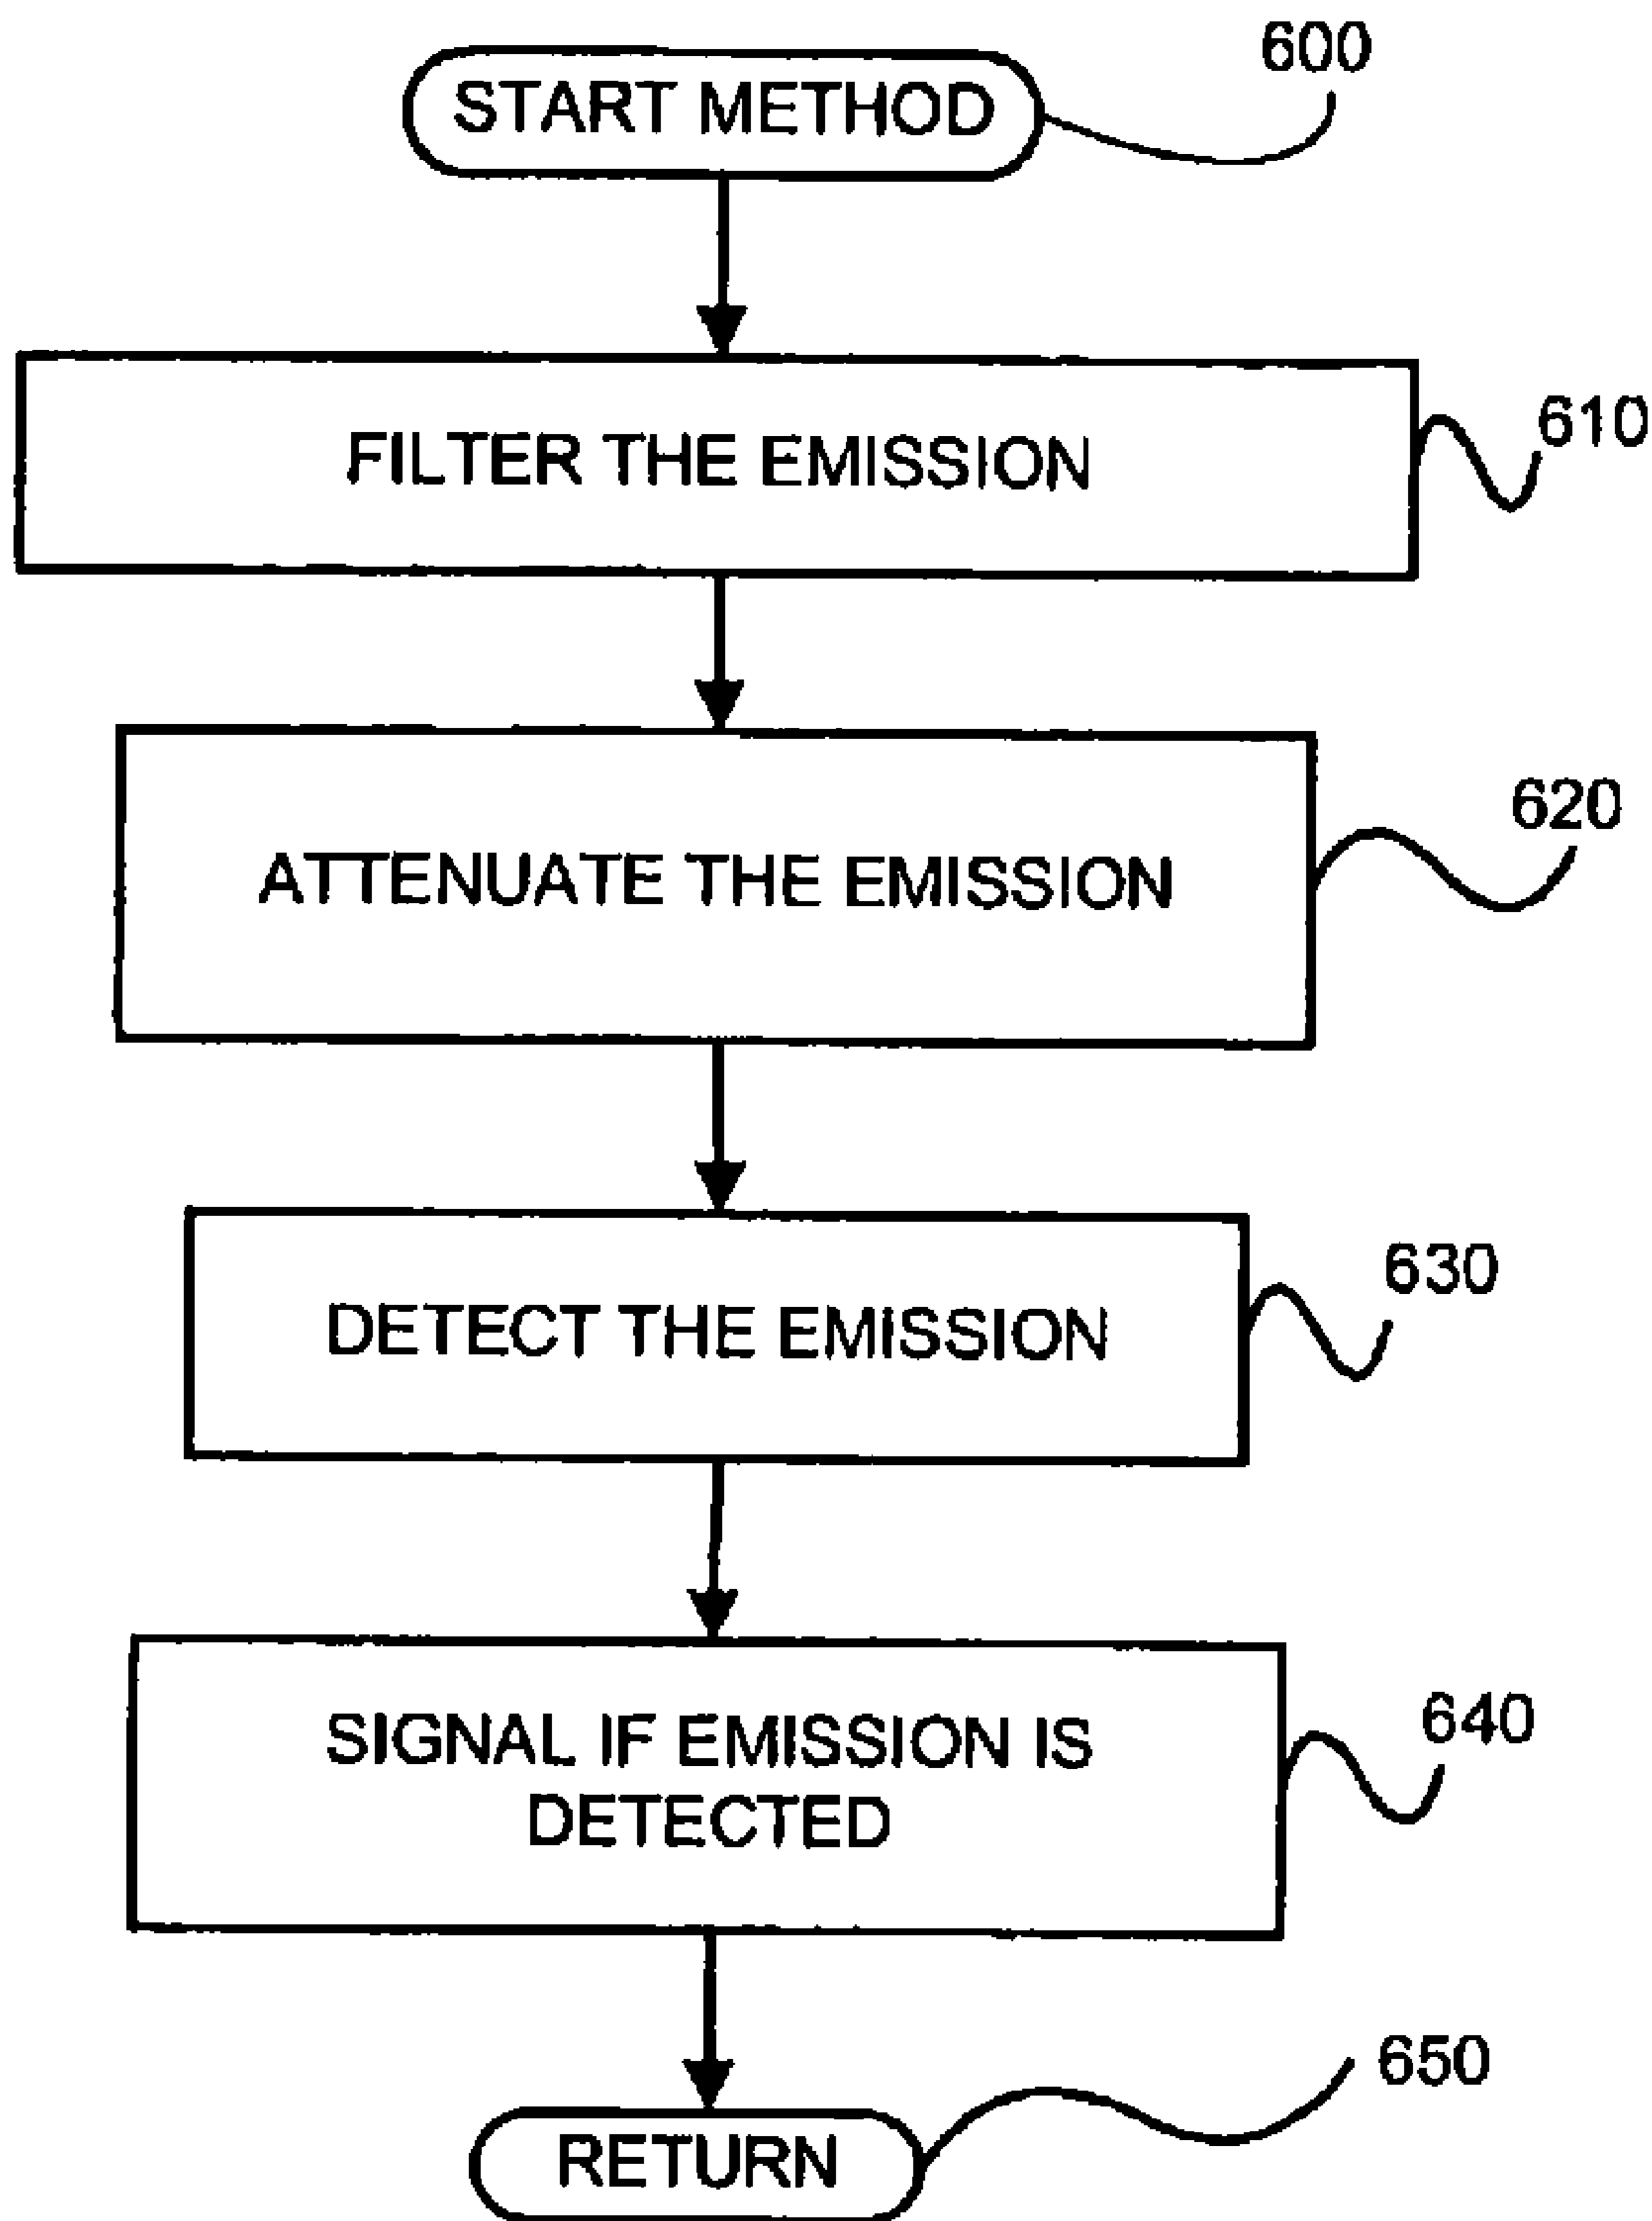 600
START METHOD
610
FILTER THE EMISSION
620
ATTENUATE THE EMISSION
630
DETECT THE EMISSION
640
SIGNAL IF EMISSION IS
DETECTED
650
RETURN